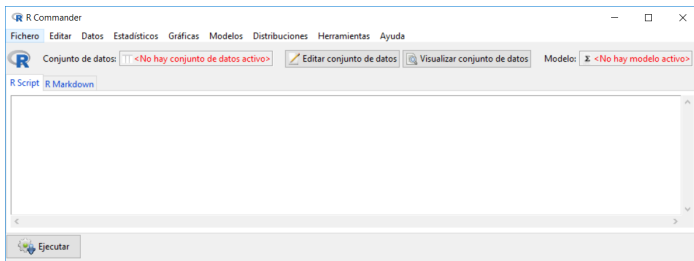 R Commander
Fichero Editar Datos Estadísticos Gráficas Modelos Distribuciones Herramientas Ayuda
R Conjunto de datos: <No hay conjunto de datos activo> Editar conjunto de datos Visualizar conjunto de datos Modelo: Σ <No hay modelo activo>
R Script R Markdown
Ejecutar